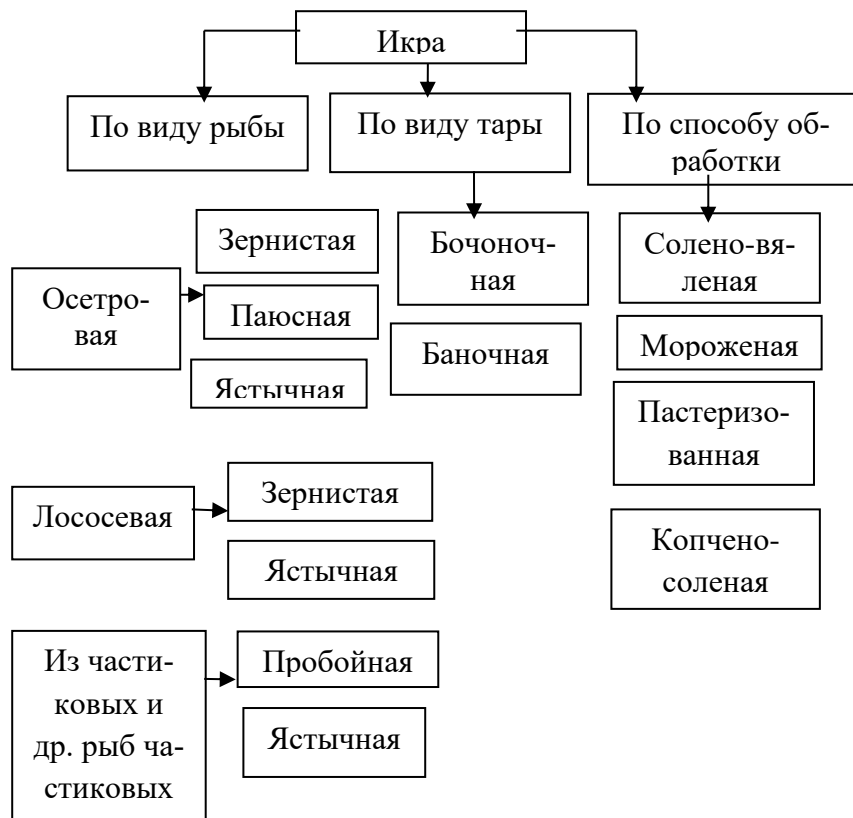 Икра
По виду рыбы
По виду тары
По способу об-
работки
Зернистая
Бочоноч-
ная
Солено-вя-
леная
Осетро-
вая
Паюсная
Баночная
Мороженая
Ястычная
Пастеризо-
ванная
Лососевая
Зернистая
Ястычная
Копчено-
соленая
Из части-
ковых и
др. рыб ча-
стиковых
Пробойная
Ястычная